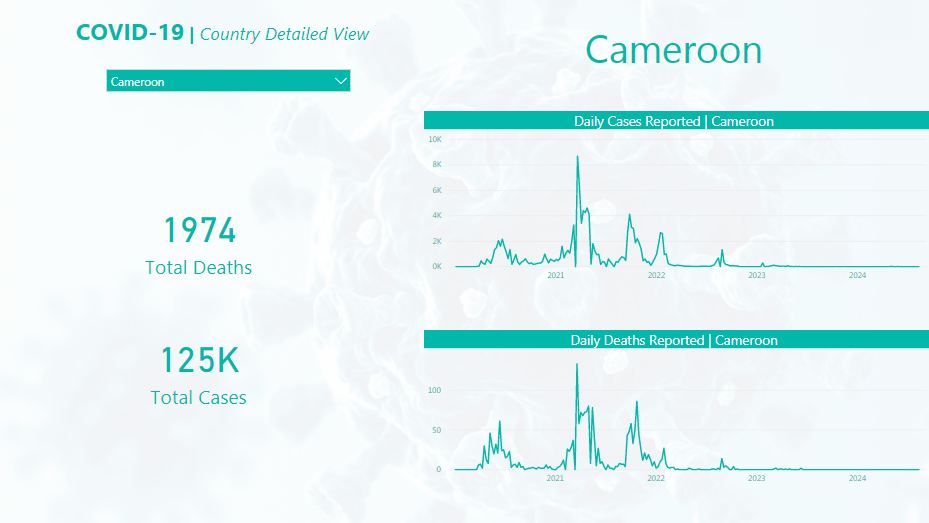 COVID-19 | Country Detailed View
Cameroon
Cameroon
1974
Total Deaths
125K
Total Cases
Daily Cases Reported | Cameroon
10K
8K
6K
4K
2K
0K
2021 2022 2023 2024
Daily Deaths Reported | Cameroon
100
50
0
2021 2022 2023 2024